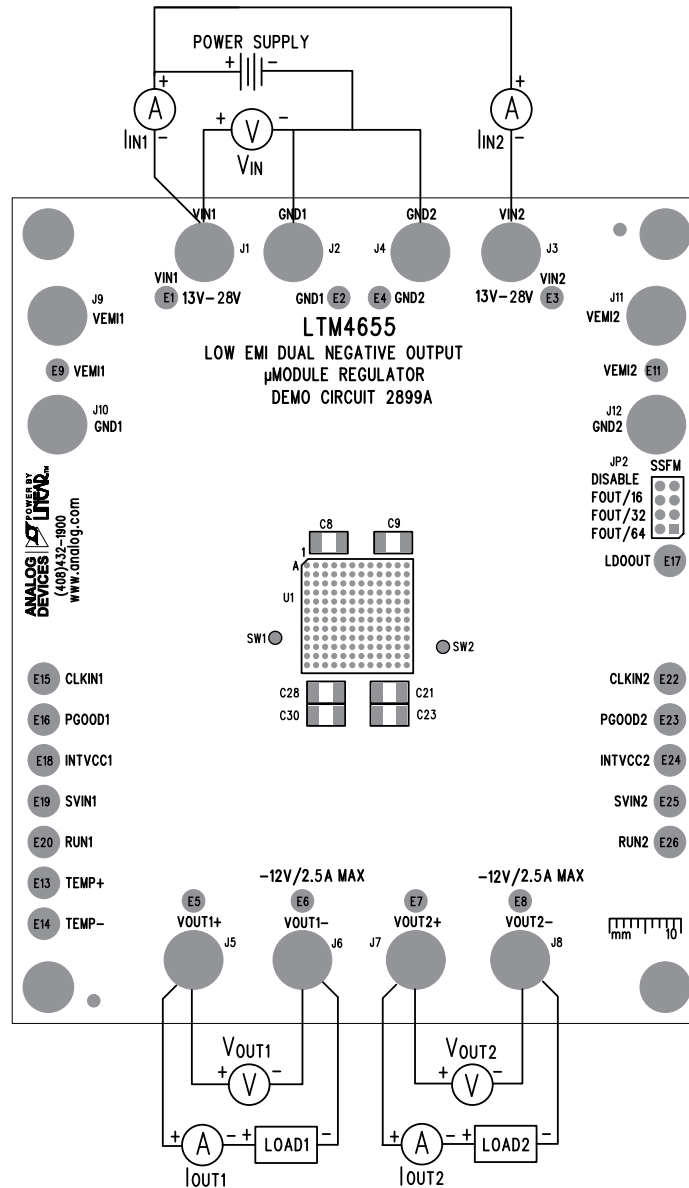 POWER SUPPLY
+ -
+ A - IIN1
+ V - VIN
+ A - IIN2
VIN1 GND1 GND2 VIN2
J1 J2 J4 J3
J9 VEMI1
VIN1
E1 13V–28V
GND1 E2
E4 GND2
VIN2
13V–28V E3
J11 VEMI2
LTM4655
LOW EMI DUAL NEGATIVE OUTPUT
µMODULE REGULATOR
DEMO CIRCUIT 2899A
E9 VEMI1
VEMI2 E11
J10 GND1
J12 GND2
JP2 SSFM
DISABLE
FOUT/16
FOUT/32
FOUT/64
LDOOUT E17
ANALOG DEVICES
POWER BY LINEAR™
(408)432-1900
www.analog.com
C8 C9
1
A
U1
SW1 SW2
C28 C21
C30 C23
E15 CLKIN1
E16 PGOOD1
E18 INTVCC1
E19 SVIN1
E20 RUN1
E13 TEMP+
E14 TEMP-
CLKIN2 E22
PGOOD2 E23
INTVCC2 E24
SVIN2 E25
RUN2 E26
-12V/2.5A MAX -12V/2.5A MAX
E5 E6 E7 E8
VOUT1+ VOUT1- VOUT2+ VOUT2-
J5 J6 J7 J8
mm 10
VOUT1 VOUT2
+ V - + V -
+ A - + LOAD1 - + A - + LOAD2 -
IOUT1 IOUT2